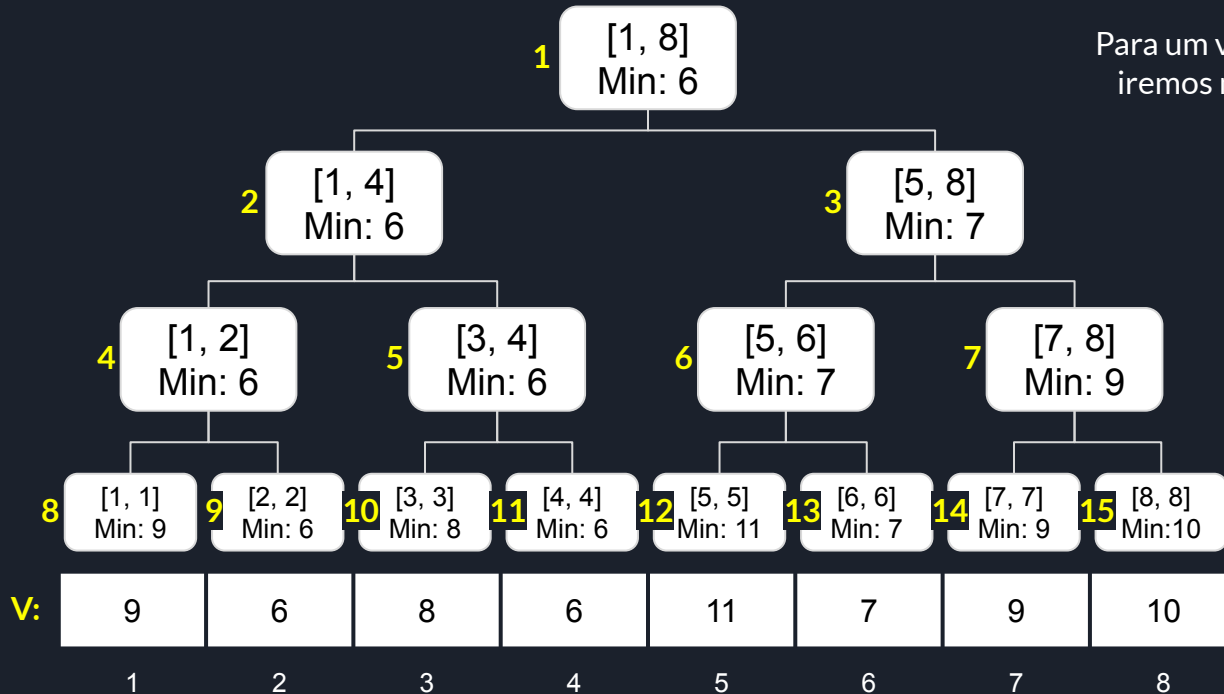 1
[1, 8]
Min: 6
Para um
iremos
2
[1, 4]
Min: 6
3
[5, 8]
Min: 7
4
[1, 2]
Min: 6
5
[3, 4]
Min: 6
6
[5, 6]
Min: 7
7
[7, 8]
Min: 9
8
[1, 1]
Min: 9
9
[2, 2]
Min: 6
10
[3, 3]
Min: 8
11
[4, 4]
Min: 6
12
[5, 5]
Min: 11
13
[6, 6]
Min: 7
14
[7, 7]
Min: 9
15
[8, 8]
Min:10
V: 9 6 8 6 11 7 9 10
1 2 3 4 5 6 7 8